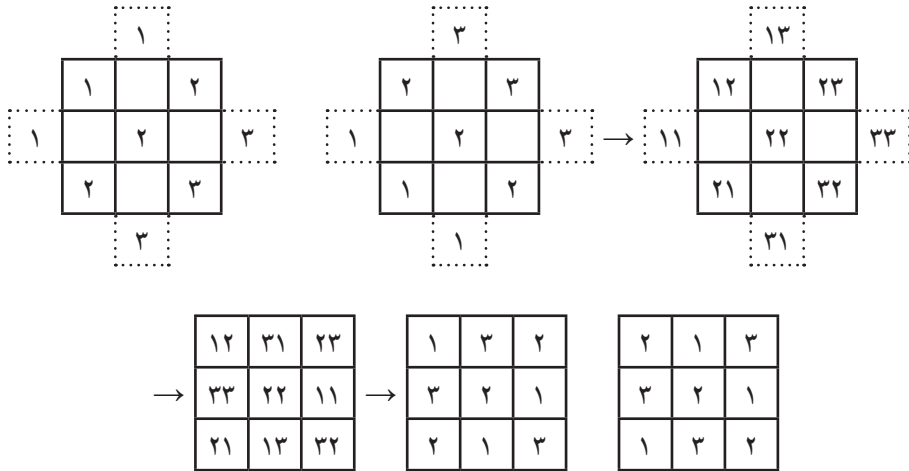 ۱ ۳ ۱۳
۱ ۲ ۲ ۳ ۱۲ ۲۳
۱ ۲ ۳ ۱ ۲ ۳ → ۱۱ ۲۲ ۳۳
۲ ۳ ۱ ۲ ۲۱ ۳۲
۳ ۱ ۳۱
۱۲ ۳۱ ۲۳ ۱ ۳ ۲ ۲ ۱ ۳
→ ۳۳ ۲۲ ۱۱ → ۳ ۲ ۱ ۳ ۲ ۱
۲۱ ۱۳ ۳۲ ۲ ۱ ۳ ۱ ۳ ۲